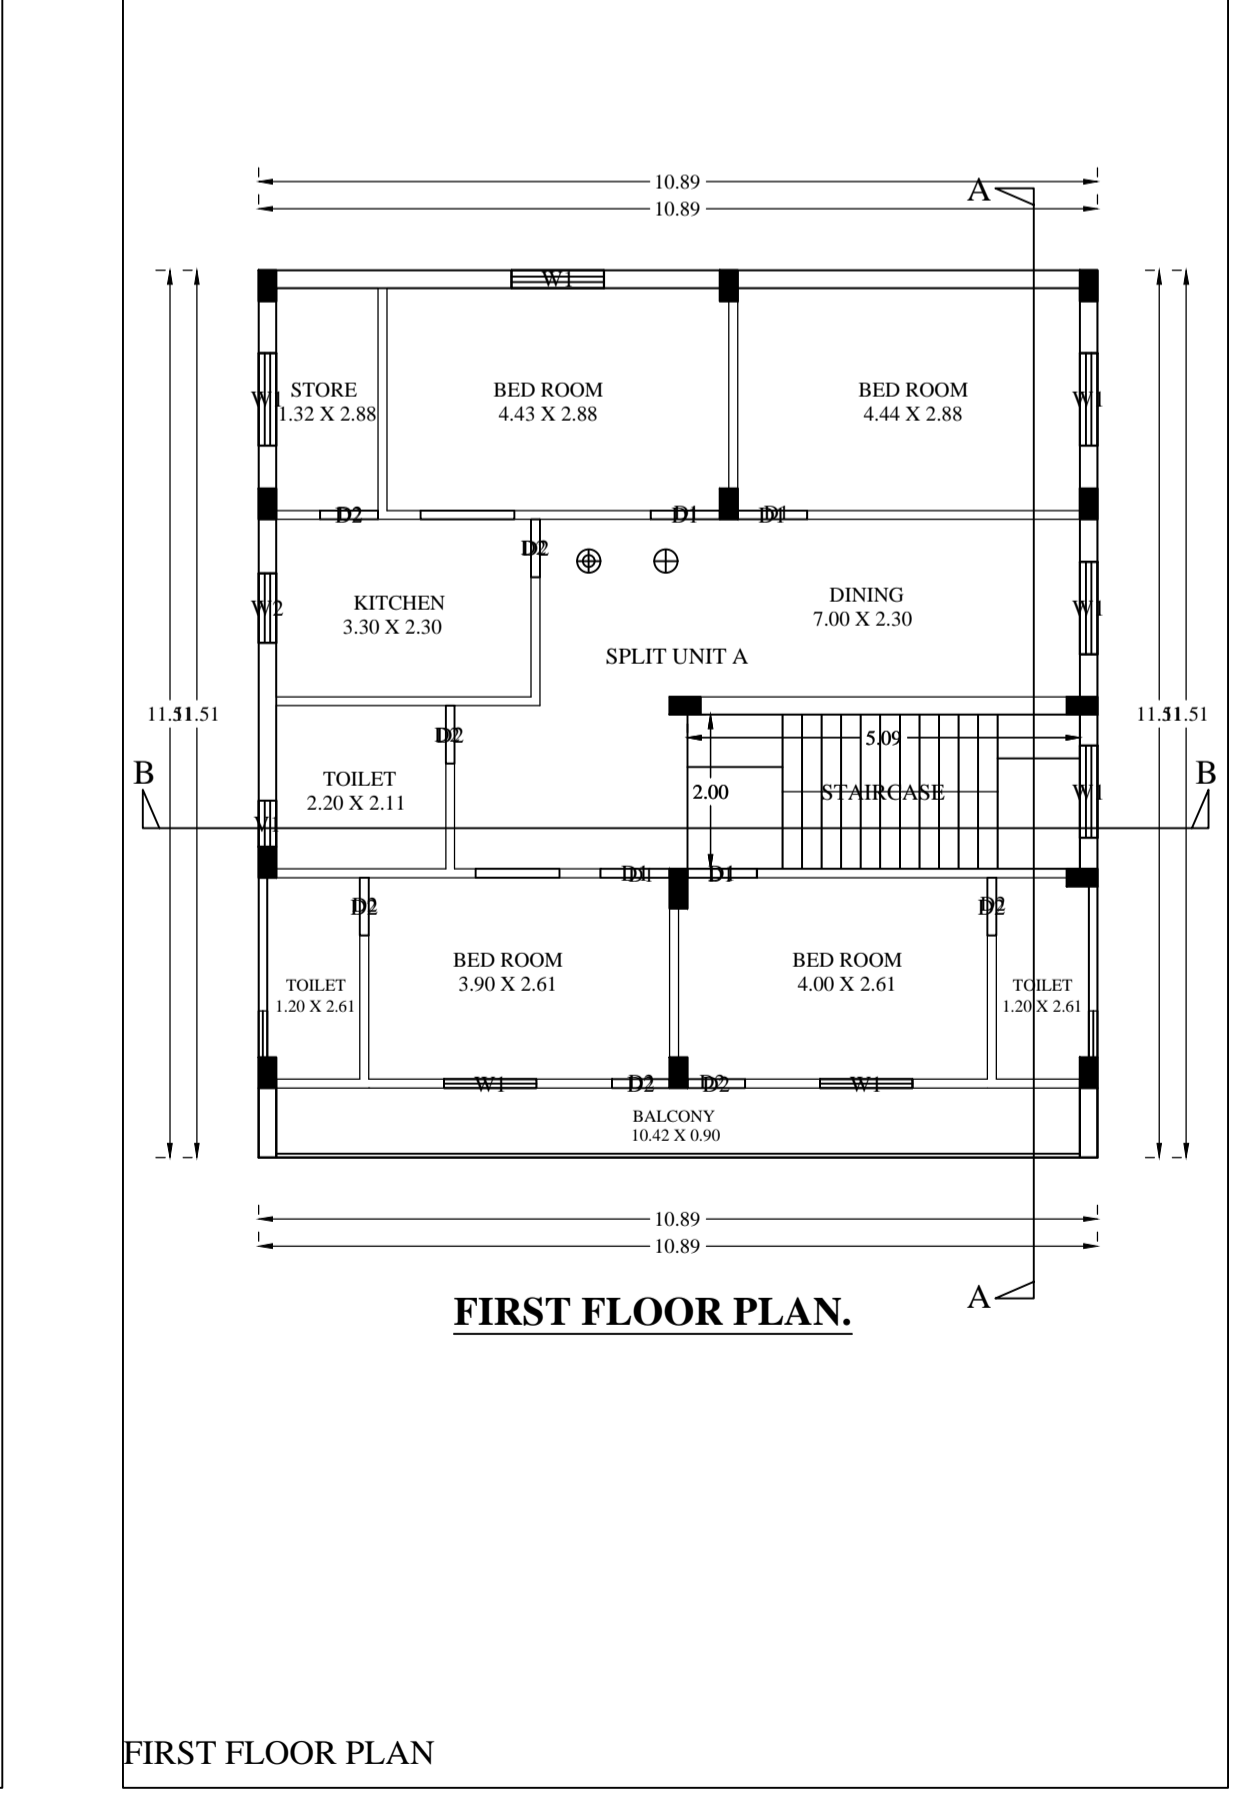 10.89
A
10.89
W1
STORE
1.32 X 2.88
BED ROOM
4.43 X 2.88
BED ROOM
4.44 X 2.88
W1
W1
D2
D1
D1
D2
KITCHEN
3.30 X 2.30
DINING
7.00 X 2.30
W2
W1
SPLIT UNIT A
11.51
11.51
11.51
11.51
D2
5.09
B
B
TOILET
2.20 X 2.11
2.00
STAIRCASE
W1
V1
D1
D1
D2
D2
BED ROOM
3.90 X 2.61
BED ROOM
4.00 X 2.61
TOILET
1.20 X 2.61
TOILET
1.20 X 2.61
W1
D2
D2
W1
BALCONY
10.42 X 0.90
10.89
10.89
A
FIRST FLOOR PLAN.
FIRST FLOOR PLAN